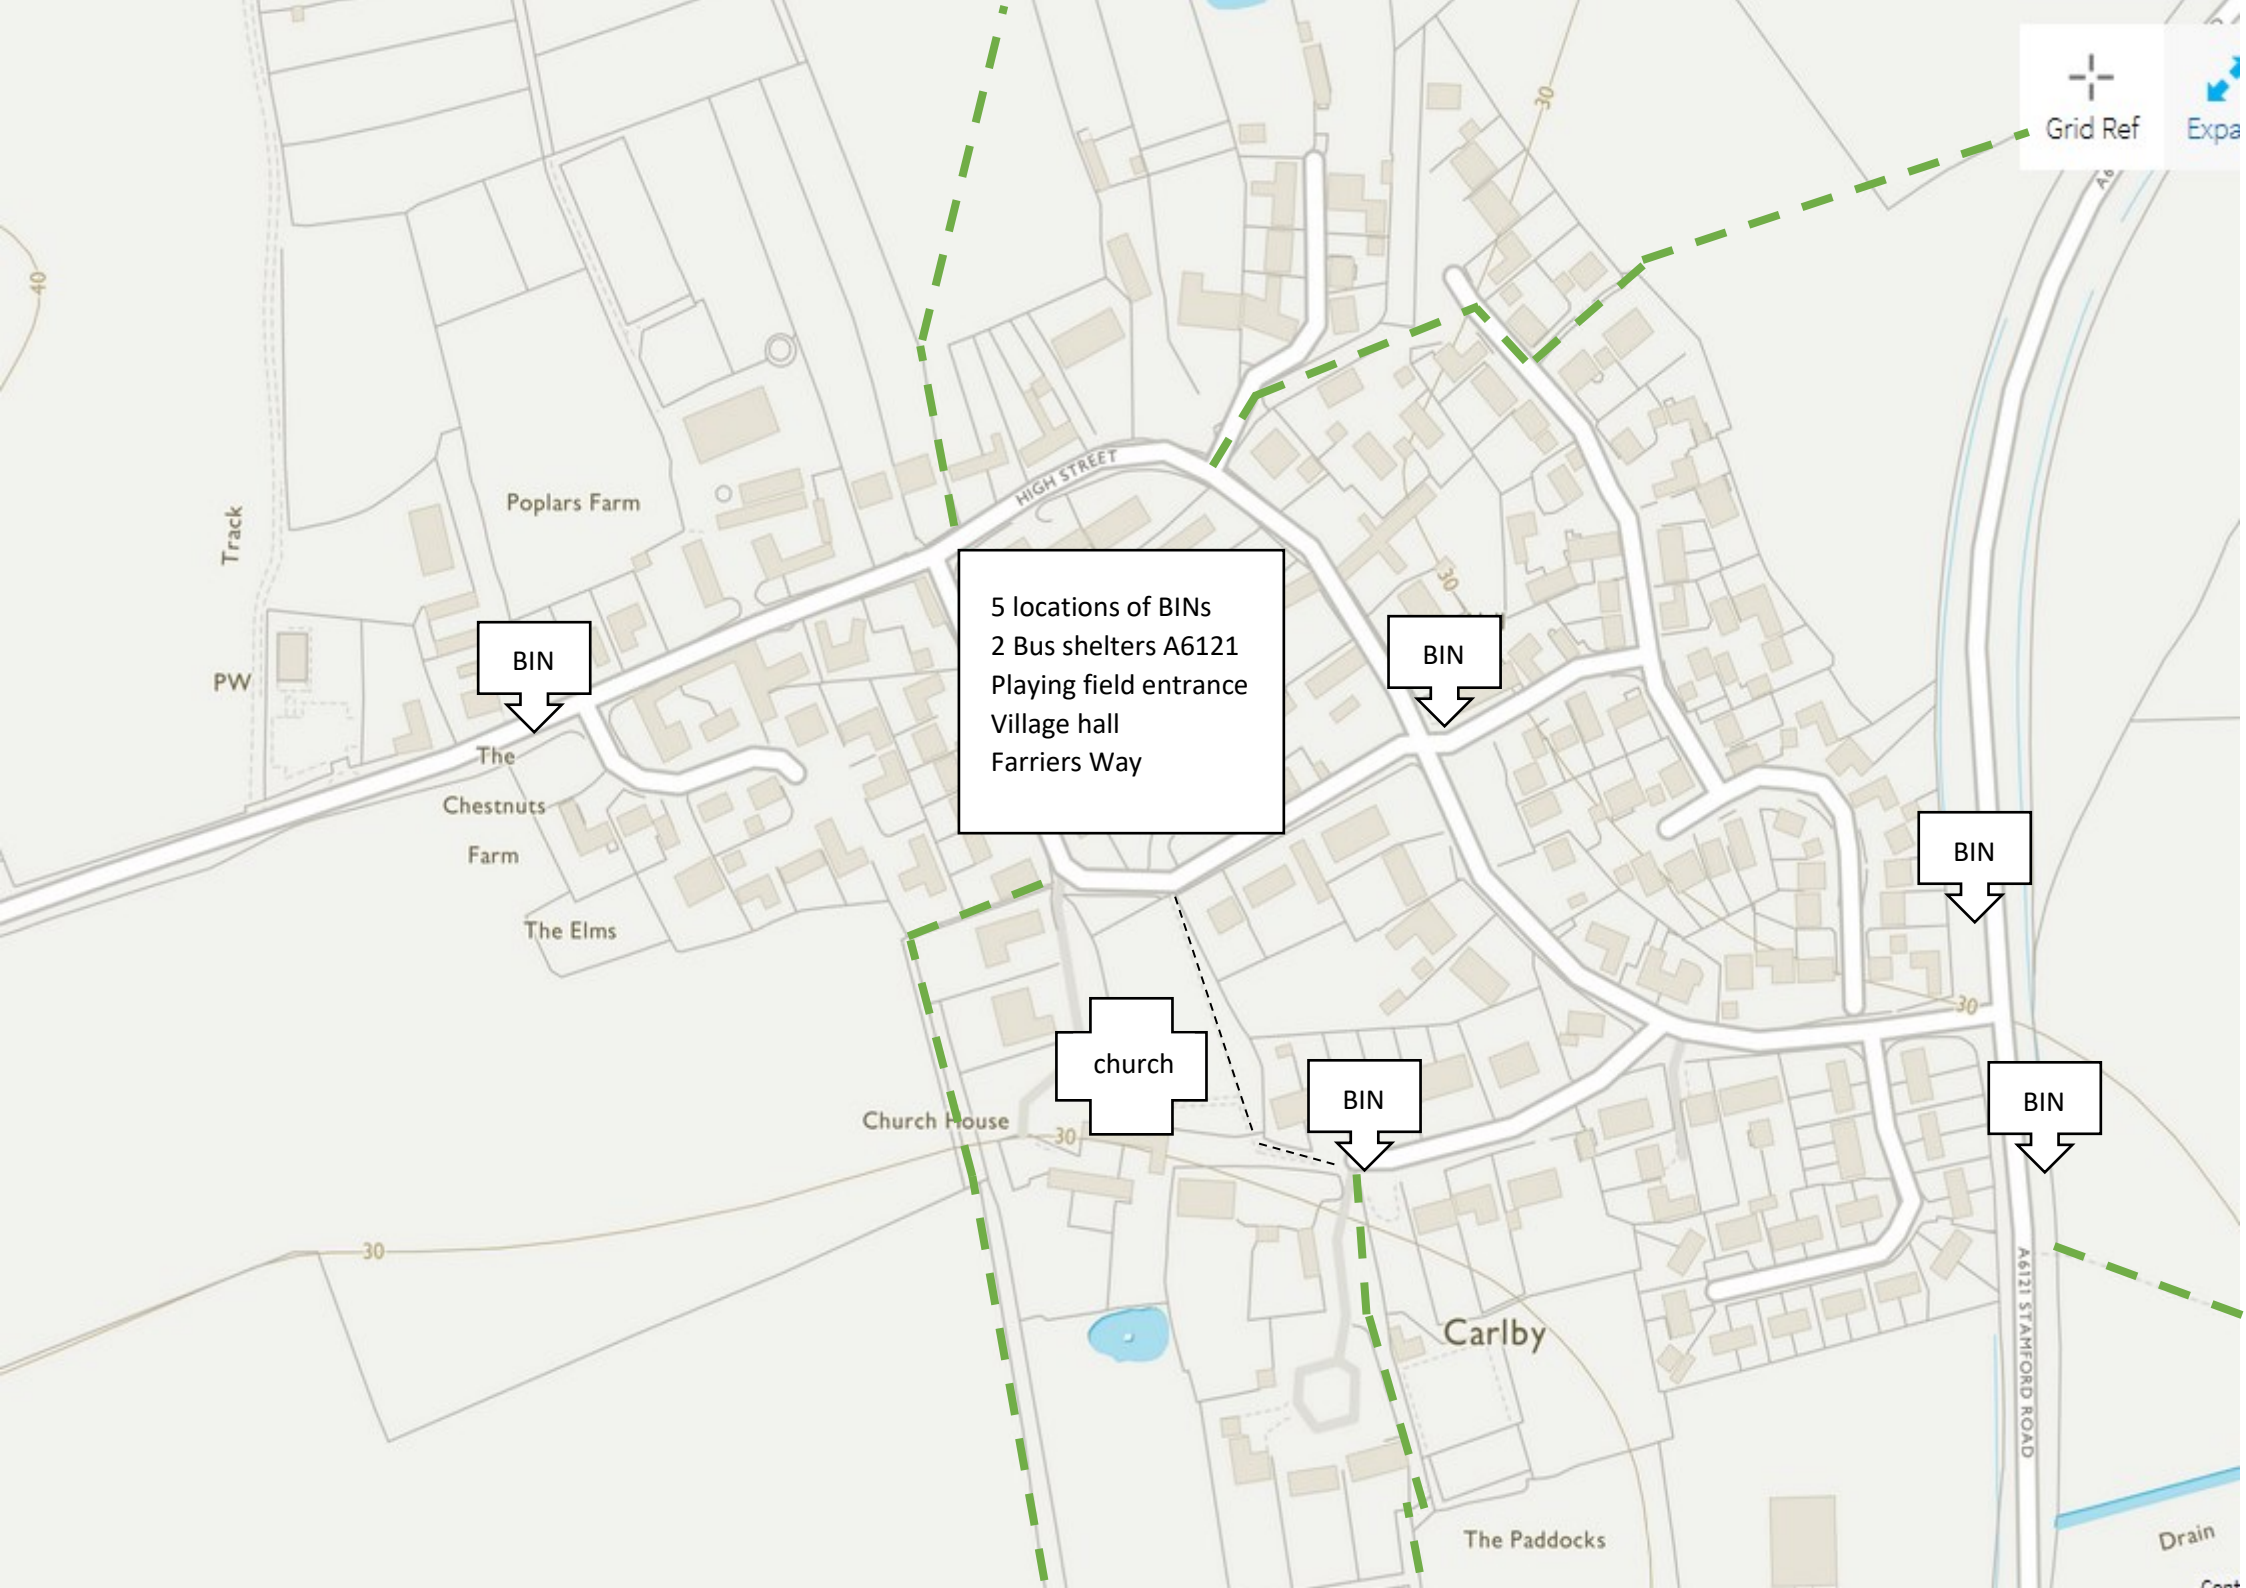 Grid Ref
Expa
A6
30
40
HIGH STREET
Poplars Farm
Track
5 locations of BINs
2 Bus shelters A6121
Playing field entrance
Village hall
Farriers Way
30
BIN
BIN
PW
The
Chestnuts
Farm
BIN
The Elms
30
church
BIN
BIN
Church House
30
30
A6121 STAMFORD ROAD
Carlby
The Paddocks
Drain